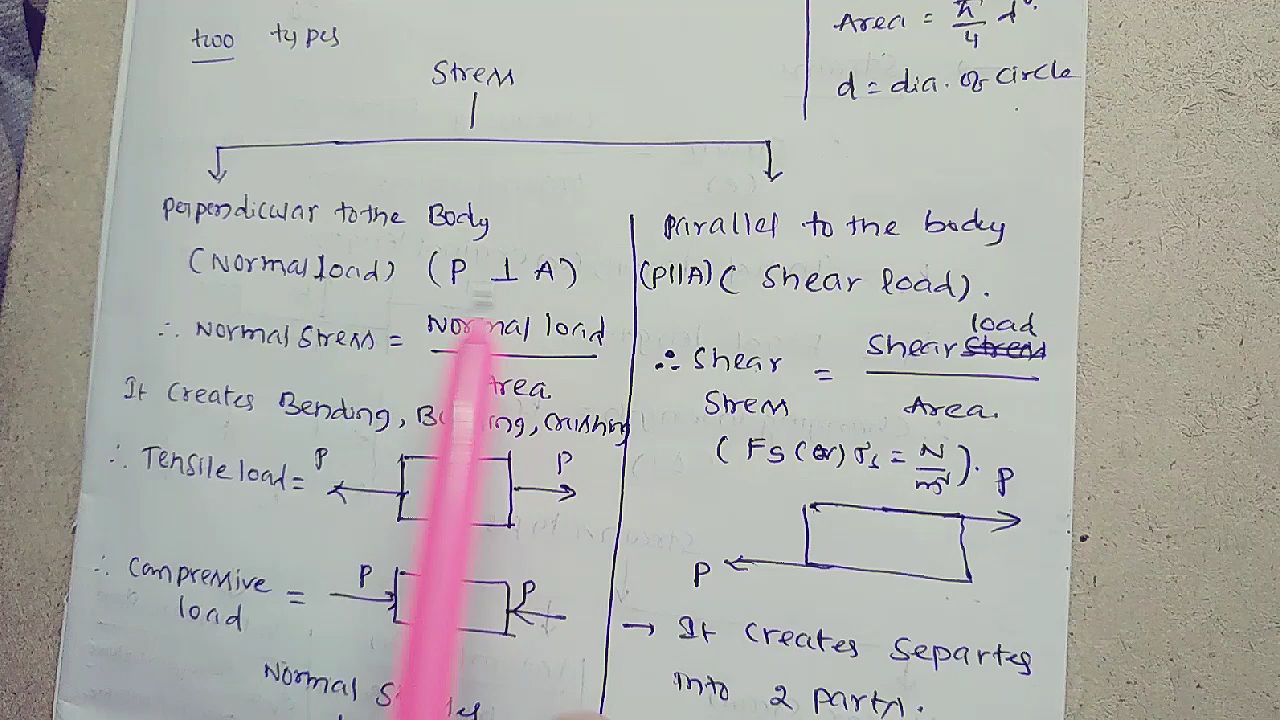 two types
Area = π/4 d²
d = dia. of circle
Stress
Perpendicular to the Body
(Normal load) (P ⊥ A)
∴ Normal Stress = Normal load
Area
It creates Bending, crushing
∴ Tensile load = P P
∴ Compressive load = P P
Normal
Parallel to the body
(P||A) (Shear load).
∴ Shear Stress = Shear load
Area.
(Fs (or) = N/m²). P
P
→ It creates Separtes
into 2 parts.